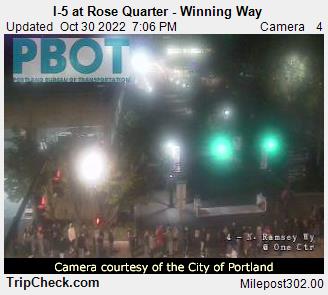 I-5 at Rose Quarter - Winning Way
Updated Oct 30 2022 7:06 PM Camera 4
PBOT
PORTLAND BUREAU OF TRANSPORTATION
4 - N. Ramsey Wy
@ One Ctr
Camera courtesy of the City of Portland
TripCheck.com Milepost302.00